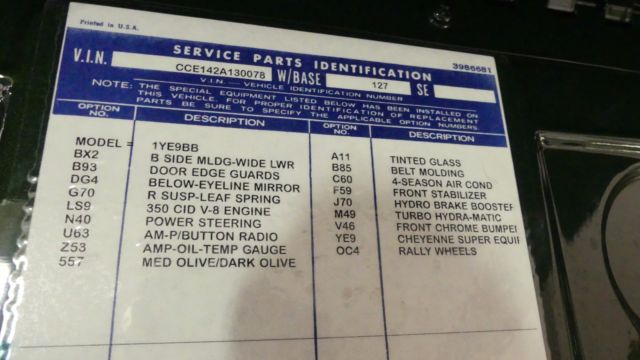 Printed in U.S.A.
SERVICE PARTS IDENTIFICATION 3986681
V.I.N. CCE142A130078 W/BASE 127 SE
V.I.N. — VEHICLE IDENTIFICATION NUMBER
NOTE: THE SPECIAL EQUIPMENT LISTED BELOW HAS BEEN INSTALLED ON
THIS VEHICLE. FOR PROPER IDENTIFICATION OF REPLACEMENT
PARTS BE SURE TO SPECIFY THE APPLICABLE OPTION NUMBERS.
OPTION NO. DESCRIPTION OPTION NO. DESCRIPTION
MODEL = 1YE9BB
BX2 B SIDE MLDG-WIDE LWR A11 TINTED GLASS
B93 DOOR EDGE GUARDS B85 BELT MOLDING
DG4 BELOW-EYELINE MIRROR C60 4-SEASON AIR COND
G70 R SUSP-LEAF SPRING F59 FRONT STABILIZER
LS9 350 CID V-8 ENGINE J70 HYDRO BRAKE BOOSTER
N40 POWER STEERING M49 TURBO HYDRA-MATIC
U63 AM-P/BUTTON RADIO V46 FRONT CHROME BUMPER
Z53 AMP-OIL-TEMP GAUGE YE9 CHEYENNE SUPER EQUIP
557 MED OLIVE/DARK OLIVE OC4 RALLY WHEELS